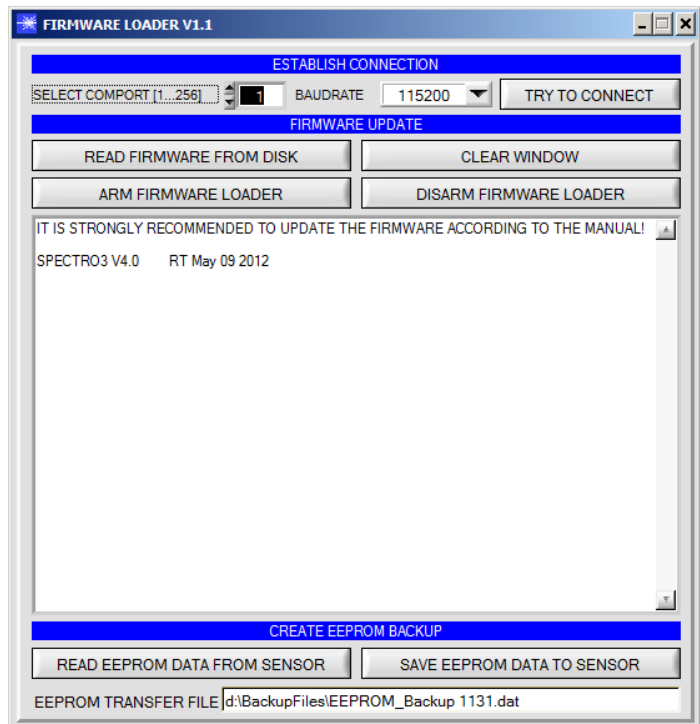 FIRMWARE LOADER V1.1
ESTABLISH CONNECTION
SELECT COMPORT [1...256] 1 BAUDRATE 115200 TRY TO CONNECT
FIRMWARE UPDATE
READ FIRMWARE FROM DISK CLEAR WINDOW
ARM FIRMWARE LOADER DISARM FIRMWARE LOADER
IT IS STRONGLY RECOMMENDED TO UPDATE THE FIRMWARE ACCORDING TO THE MANUAL!
SPECTRO3 V4.0 RT May 09 2012
CREATE EEPROM BACKUP
READ EEPROM DATA FROM SENSOR SAVE EEPROM DATA TO SENSOR
EEPROM TRANSFER FILE d:\BackupFiles\EEPROM_Backup 1131.dat